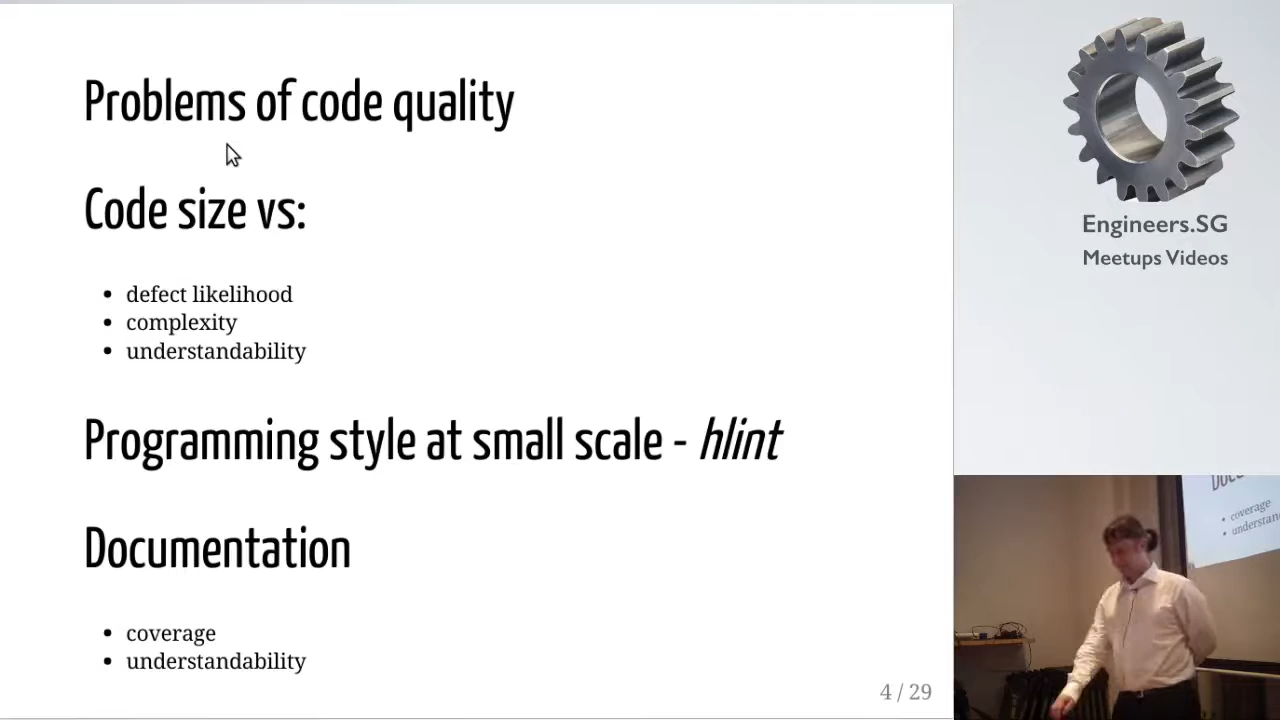 Problems of code quality
Code size vs:
• defect likelihood
• complexity
• understandability
Programming style at small scale - hlint
Documentation
• coverage
• understandability
4 / 29
Engineers.SG
Meetups Videos
• coverage